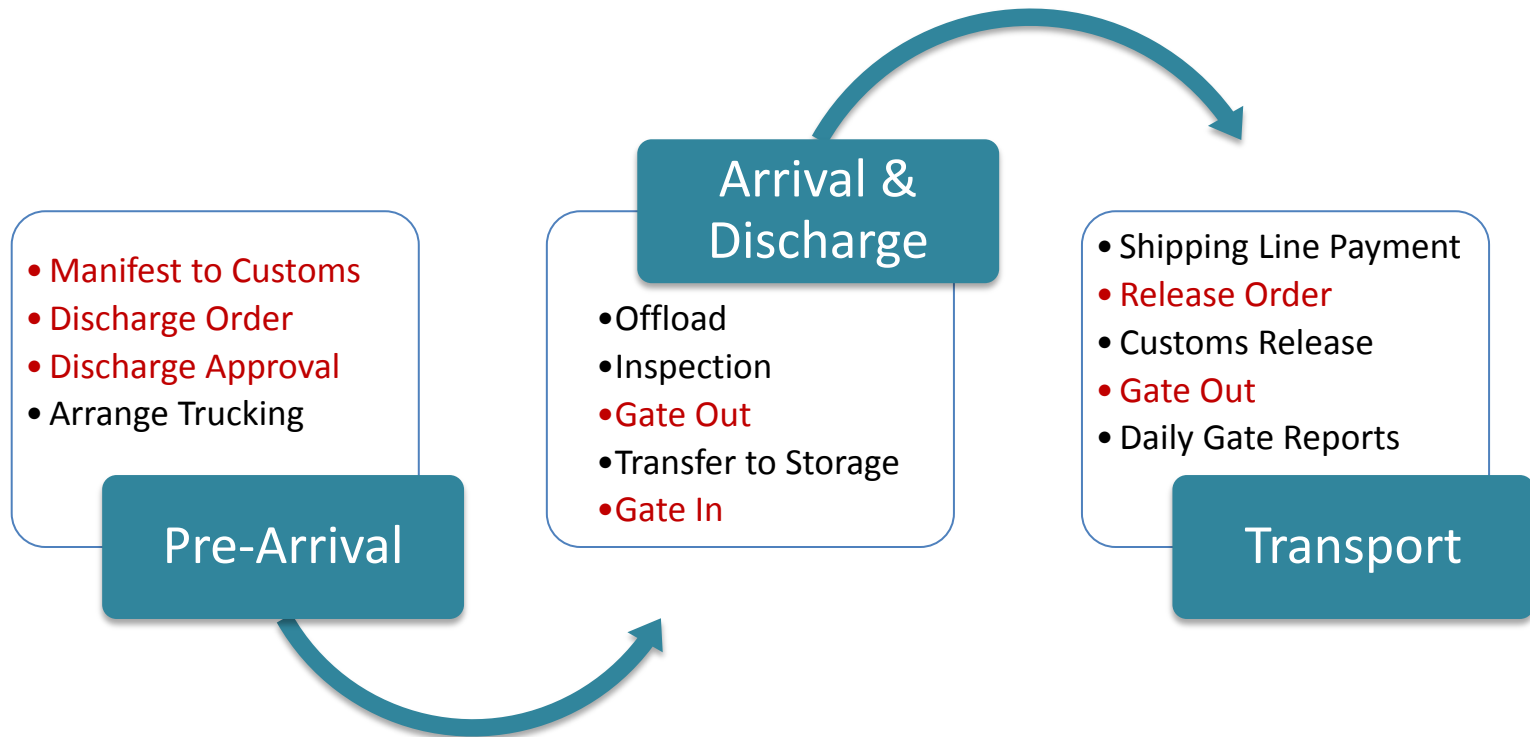 • Manifest to Customs
• Discharge Order
• Discharge Approval
• Arrange Trucking
Pre-Arrival
Arrival &
Discharge
•Offload
•Inspection
•Gate Out
•Transfer to Storage
•Gate In
• Shipping Line Payment
• Release Order
• Customs Release
• Gate Out
• Daily Gate Reports
Transport